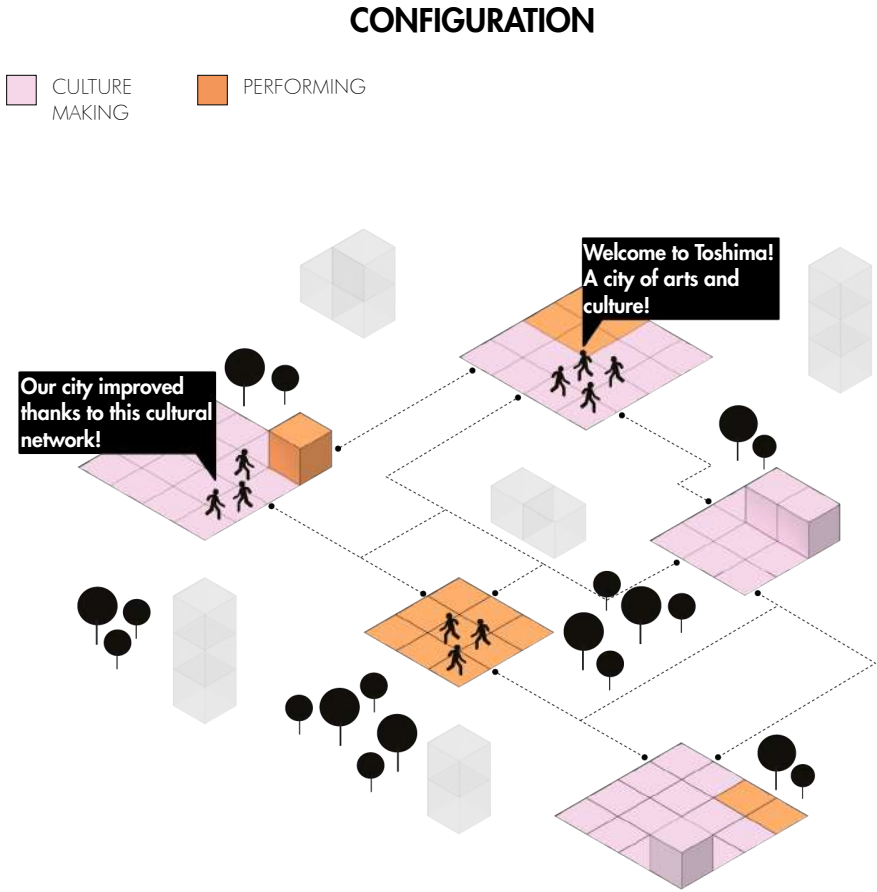 CONFIGURATION
CULTURE
MAKING
PERFORMING
Welcome to Toshima!
A city of arts and
culture!
Our city improved
thanks to this cultural
network!